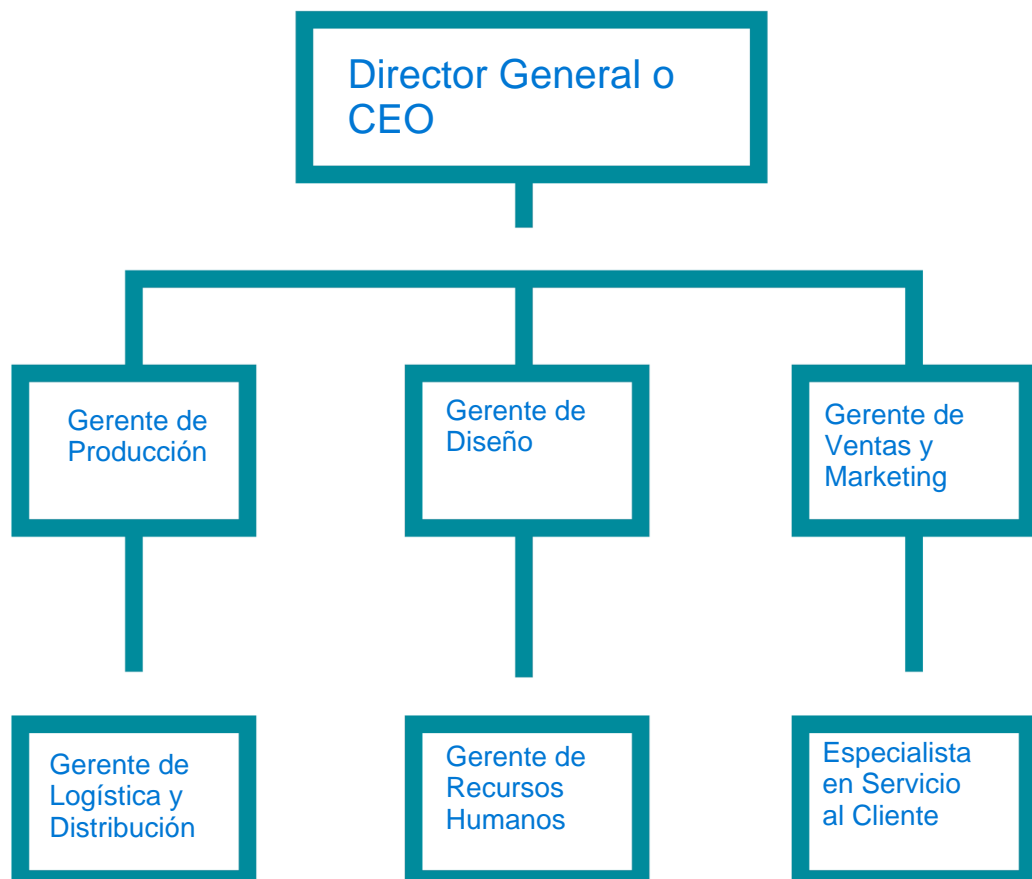 Director General o
CEO
Gerente de
Producción
Gerente de
Diseño
Gerente de
Ventas y
Marketing
Gerente de
Logística y
Distribución
Gerente de
Recursos
Humanos
Especialista
en Servicio
al Cliente